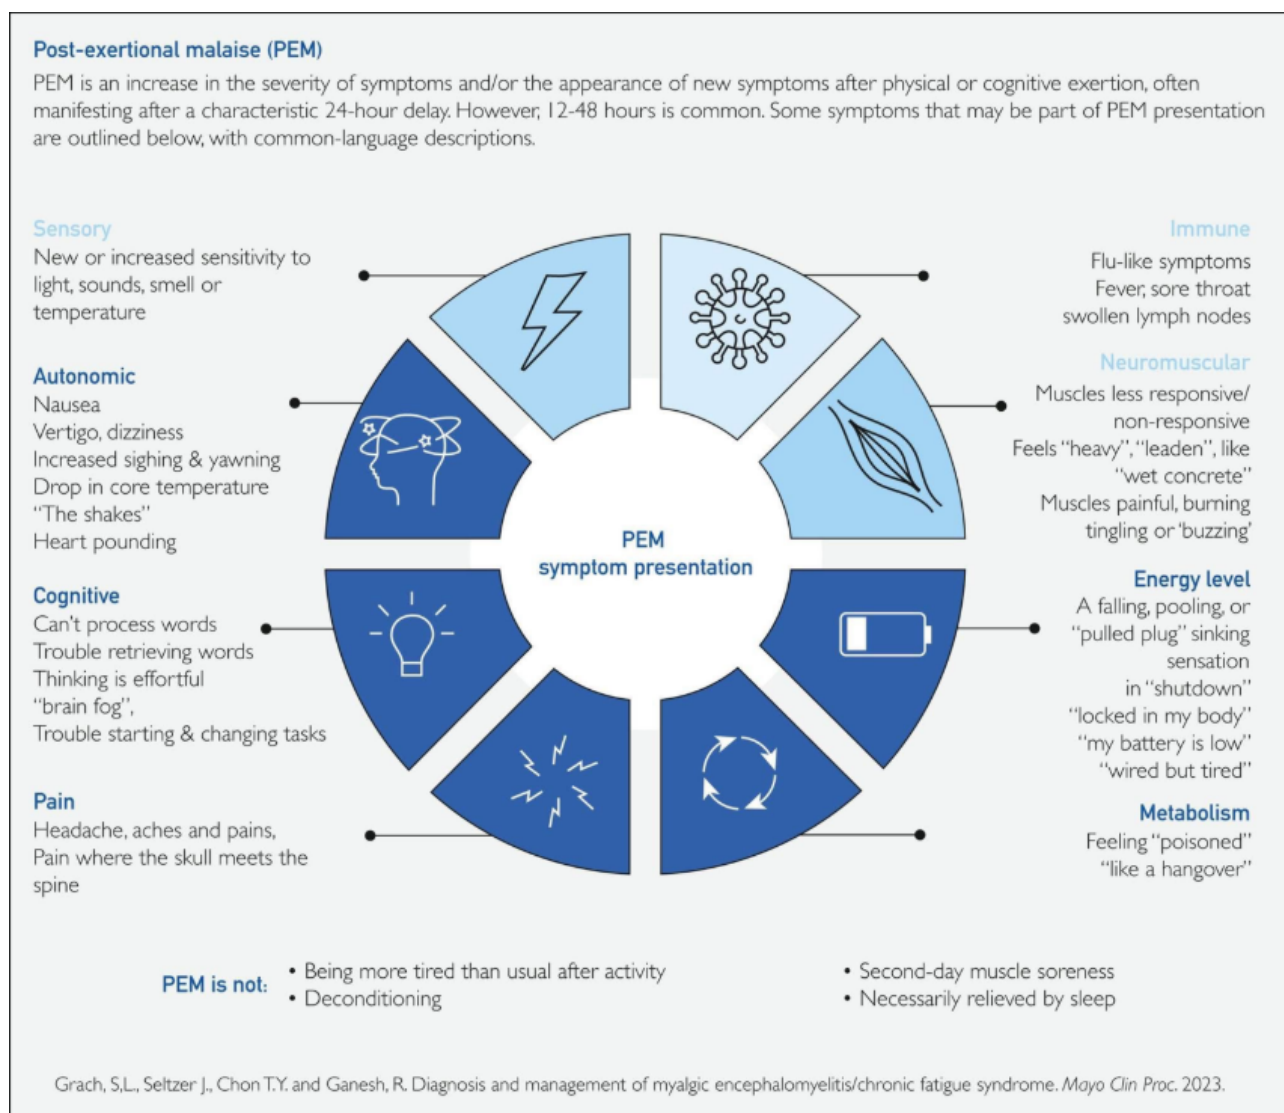 Post-exertional malaise (PEM)
PEM is an increase in the severity of symptoms and/or the appearance of new symptoms after physical or cognitive exertion, often
manifesting after a characteristic 24-hour delay. However, 12-48 hours is common. Some symptoms that may be part of PEM presentation
are outlined below, with common-language descriptions.
Sensory
New or increased sensitivity to
light, sounds, smell or
temperature
Autonomic
Nausea
Vertigo, dizziness
Increased sighing & yawning
Drop in core temperature
“The shakes”
Heart pounding
Cognitive
Can’t process words
Trouble retrieving words
Thinking is effortful
“brain fog”,
Trouble starting & changing tasks
Pain
Headache, aches and pains,
Pain where the skull meets the
spine
PEM
symptom presentation
Immune
Flu-like symptoms
Fever, sore throat
swollen lymph nodes
Neuromuscular
Muscles less responsive/
non-responsive
Feels “heavy”, “leaden”, like
“wet concrete”
Muscles painful, burning
tingling or ‘buzzing’
Energy level
A falling, pooling, or
“pulled plug” sinking
sensation
in “shutdown”
“locked in my body”
“my battery is low”
“wired but tired”
Metabolism
Feeling “poisoned”
“like a hangover”
PEM is not:
• Being more tired than usual after activity
• Deconditioning
• Second-day muscle soreness
• Necessarily relieved by sleep
Grach, S,L., Seltzer J., Chon T.Y. and Ganesh, R. Diagnosis and management of myalgic encephalomyelitis/chronic fatigue syndrome. Mayo Clin Proc. 2023.